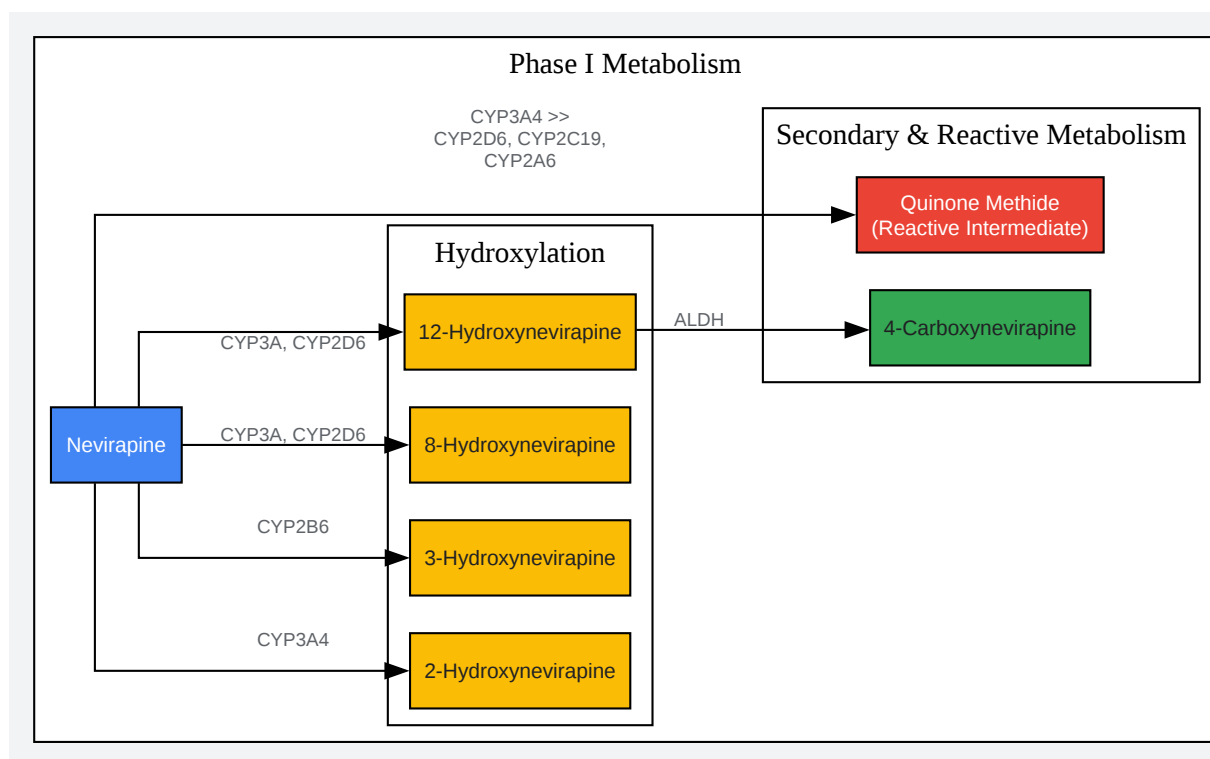 Phase I Metabolism
CYP3A4 >>
CYP2D6, CYP2C19,
CYP2A6
Secondary & Reactive Metabolism
Quinone Methide
(Reactive Intermediate)
Hydroxylation
12-Hydroxynevirapine
ALDH
4-Carboxynevirapine
CYP3A, CYP2D6
Nevirapine
CYP3A, CYP2D6
8-Hydroxynevirapine
CYP2B6
3-Hydroxynevirapine
CYP3A4
2-Hydroxynevirapine